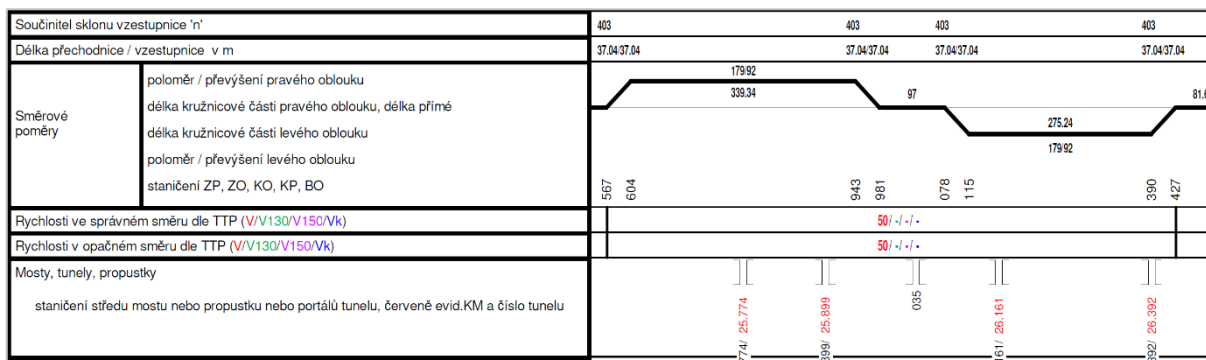 Součinitel sklonu vzestupnice 'n'
403 403 403 403
Délka přechodnice / vzestupnice v m
37.04/37.04 37.04/37.04 37.04/37.04 37.04/37.04
Směrové
poměry
poloměr / převýšení pravého oblouku
délka kružnicové části pravého oblouku, délka přímé
délka kružnicové části levého oblouku
poloměr / převýšení levého oblouku
staničení ZP, ZO, KO, KP, BO
179/92
339.34
97
81.6
275.24
179/92
567 604 943 981 078 115 390 427
Rychlosti ve správném směru dle TTP (V/V130/V150/Vk)
50/ -/ -/ -
Rychlosti v opačném směru dle TTP (V/V130/V150/Vk)
50/ -/ -/ -
Mosty, tunely, propustky
staničení středu mostu nebo propustku nebo portálů tunelu, červeně evid.KM a číslo tunelu
774/ 25.774
899/ 25.899
035
161/ 26.161
392/ 26.392